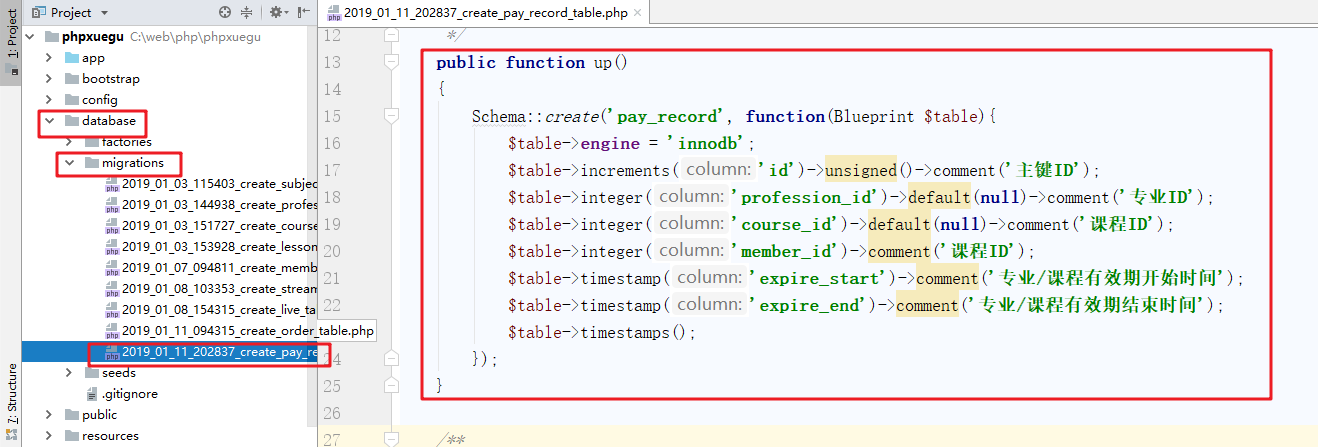 1: Project
7: Structure
Project
phpxuegu C:\web\php\phpxuegu
app
bootstrap
config
database
factories
migrations
2019_01_03_115403_create_subje
2019_01_03_144938_create_profes
2019_01_03_151727_create_course
2019_01_03_153928_create_lesson
2019_01_07_094811_create_memb
2019_01_08_103353_create_stream
2019_01_08_154315_create_live_ta
2019_01_11_094315_create_order_table.php
2019_01_11_202837_create_pay_re
seeds
.gitignore
public
resources
2019_01_11_202837_create_pay_record_table.php
12 */
13 public function up()
14 {
15 Schema::create('pay_record', function(Blueprint $table){
16 $table->engine = 'innodb';
17 $table->increments( column: 'id')->unsigned()->comment('主键ID');
18 $table->integer( column: 'profession_id')->default(null)->comment('专业ID');
19 $table->integer( column: 'course_id')->default(null)->comment('课程ID');
20 $table->integer( column: 'member_id')->comment('课程ID');
21 $table->timestamp( column: 'expire_start')->comment('专业/课程有效期开始时间');
22 $table->timestamp( column: 'expire_end')->comment('专业/课程有效期结束时间');
23 $table->timestamps();
24 });
25 }
26
27 /**